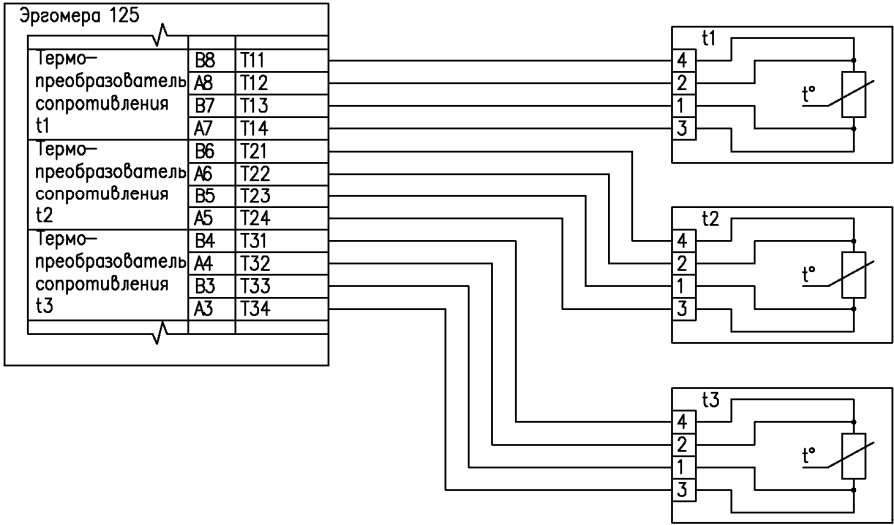 Эргомера 125
Термо–
преобразователь
сопротивления
t1
B8 T11
A8 T12
B7 T13
A7 T14
Термо–
преобразователь
сопротивления
t2
B6 T21
A6 T22
B5 T23
A5 T24
Термо–
преобразователь
сопротивления
t3
B4 T31
A4 T32
B3 T33
A3 T34
t1
4
2
1
3
t°
t2
4
2
1
3
t°
t3
4
2
1
3
t°